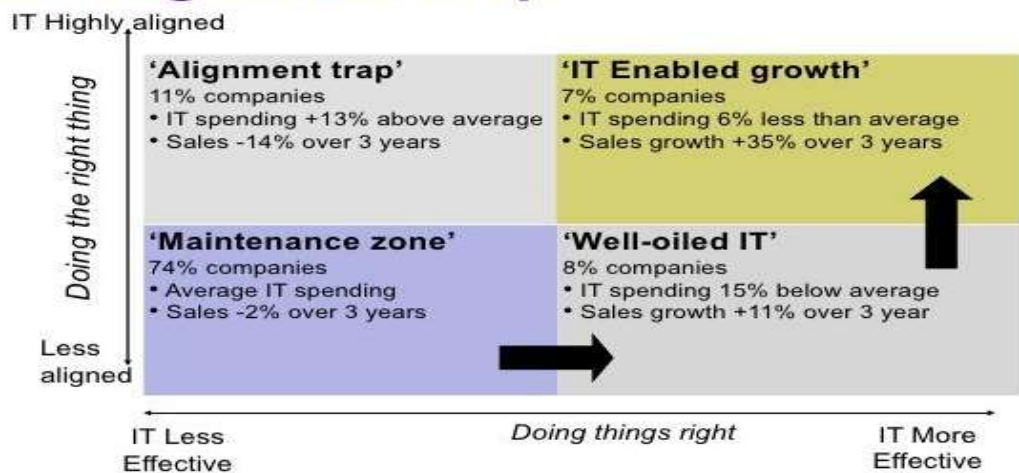 IT Highly aligned
Doing the right thing
'Alignment trap'
11% companies
• IT spending +13% above average
• Sales -14% over 3 years
'IT Enabled growth'
7% companies
• IT spending 6% less than average
• Sales growth +35% over 3 years
'Maintenance zone'
74% companies
• Average IT spending
• Sales -2% over 3 years
'Well-oiled IT'
8% companies
• IT spending 15% below average
• Sales growth +11% over 3 year
Less
aligned
IT Less
Effective
Doing things right
IT More
Effective